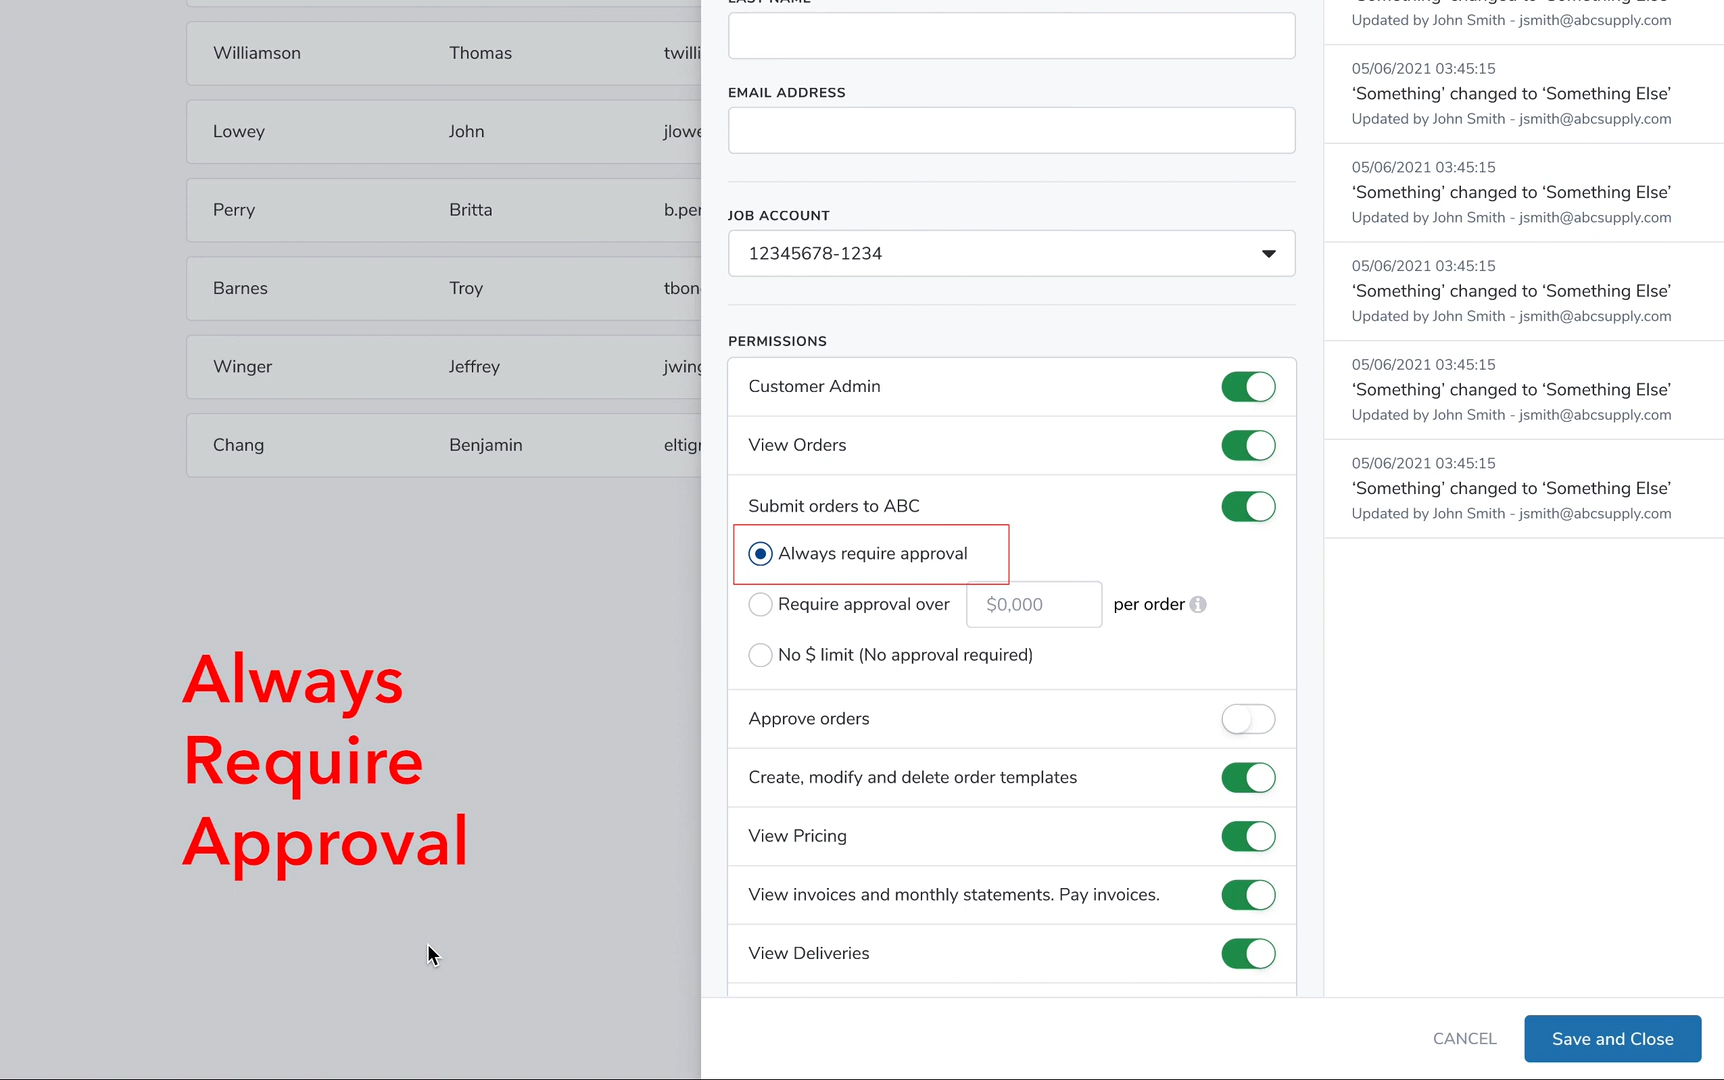 Williamson Thomas twilli
Lowey John jlowe
Perry Britta b.per
Barnes Troy tbon
Winger Jeffrey jwing
Chang Benjamin eltigr
Always
Require
Approval
LAST NAME
EMAIL ADDRESS
JOB ACCOUNT
12345678-1234
PERMISSIONS
Customer Admin
View Orders
Submit orders to ABC
Always require approval
Require approval over $0,000 per order
No $ limit (No approval required)
Approve orders
Create, modify and delete order templates
View Pricing
View invoices and monthly statements. Pay invoices.
View Deliveries
‘Something’ changed to ‘Something Else’
Updated by John Smith - jsmith@abcsupply.com
05/06/2021 03:45:15
‘Something’ changed to ‘Something Else’
Updated by John Smith - jsmith@abcsupply.com
05/06/2021 03:45:15
‘Something’ changed to ‘Something Else’
Updated by John Smith - jsmith@abcsupply.com
05/06/2021 03:45:15
‘Something’ changed to ‘Something Else’
Updated by John Smith - jsmith@abcsupply.com
05/06/2021 03:45:15
‘Something’ changed to ‘Something Else’
Updated by John Smith - jsmith@abcsupply.com
05/06/2021 03:45:15
‘Something’ changed to ‘Something Else’
Updated by John Smith - jsmith@abcsupply.com
CANCEL
Save and Close